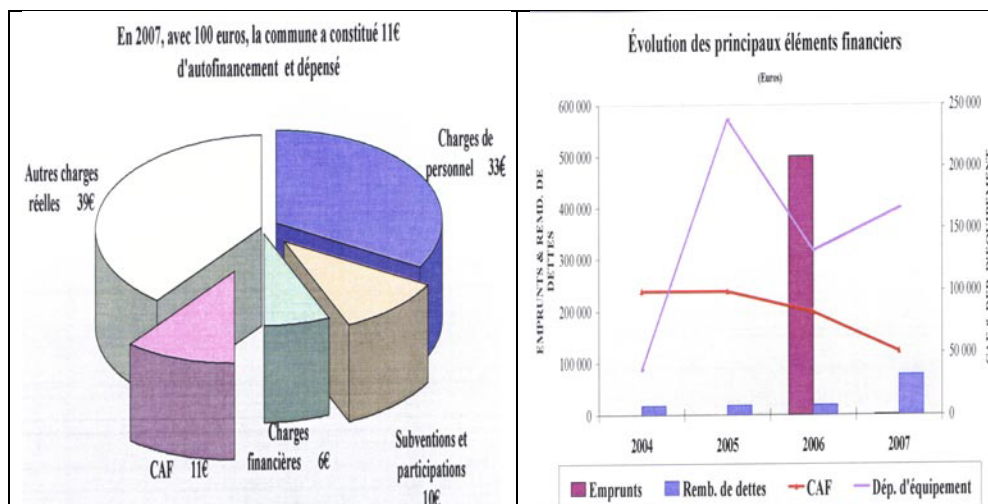 En 2007, avec 100 euros, la commune a constitué 11€
d'autofinancement et dépensé
Charges de
personnel 33€
Autres charges
réelles 39€
CAF 11€
Charges
financières 6€
Subventions et
participations
10€
Évolution des principaux éléments financiers
(Euros)
600 000
500 000
400 000
300 000
200 000
100 000
0
EMPRUNTS & REMB. DE
DETTES
250 000
200 000
150 000
100 000
50 000
0
CAF & DEP. D'EQUIPEMENT
2004
2005
2006
2007
Emprunts
Remb. de dettes
CAF
Dép. d'équipement